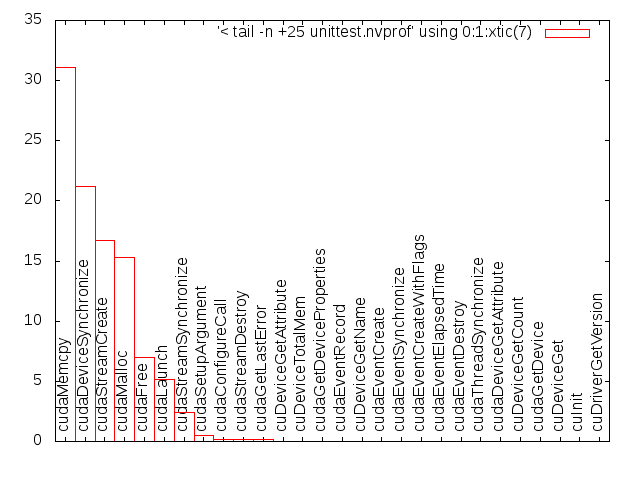 '< tail -n +25 unittest.nvprof' using 0:1:xtic(7)
35
30
25
20
15
10
5
0
cudaMemcpy
cudaDeviceSynchronize
cudaStreamCreate
cudaMalloc
cudaFree
cudaLaunch
cudaStreamSynchronize
cudaSetupArgument
cudaConfigureCall
cudaStreamDestroy
cudaGetLastError
cuDeviceGetAttribute
cuDeviceTotalMem
cudaGetDeviceProperties
cudaEventRecord
cuDeviceGetName
cudaEventCreate
cudaEventSynchronize
cudaEventCreateWithFlags
cudaEventElapsedTime
cudaEventDestroy
cudaThreadSynchronize
cudaDeviceGetAttribute
cuDeviceGetCount
cudaGetDevice
cuDeviceGet
cuInit
cuDriverGetVersion